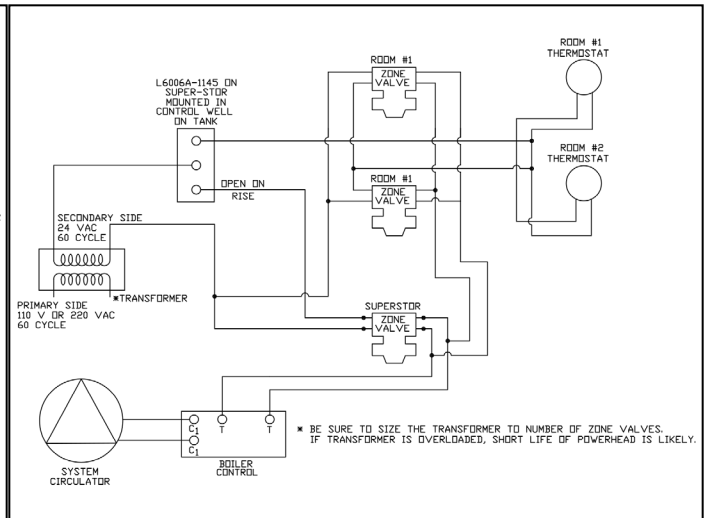 ROOM #1
THERMOSTAT
ROOM #1
ZONE
VALVE
L6006A-1145 ON
SUPER-STOR
MOUNTED IN
CONTROL WELL
ON TANK
ROOM #2
THERMOSTAT
ROOM #1
ZONE
VALVE
OPEN ON
RISE
SECONDARY SIDE
24 VAC
60 CYCLE
*TRANSFORMER
PRIMARY SIDE
110 V OR 220 VAC
60 CYCLE
SUPERSTOR
ZONE
VALVE
C1
T
T
C1
* BE SURE TO SIZE THE TRANSFORMER TO NUMBER OF ZONE VALVES.
IF TRANSFORMER IS OVERLOADED, SHORT LIFE OF POWERHEAD IS LIKELY.
BOILER
CONTROL
SYSTEM
CIRCULATOR